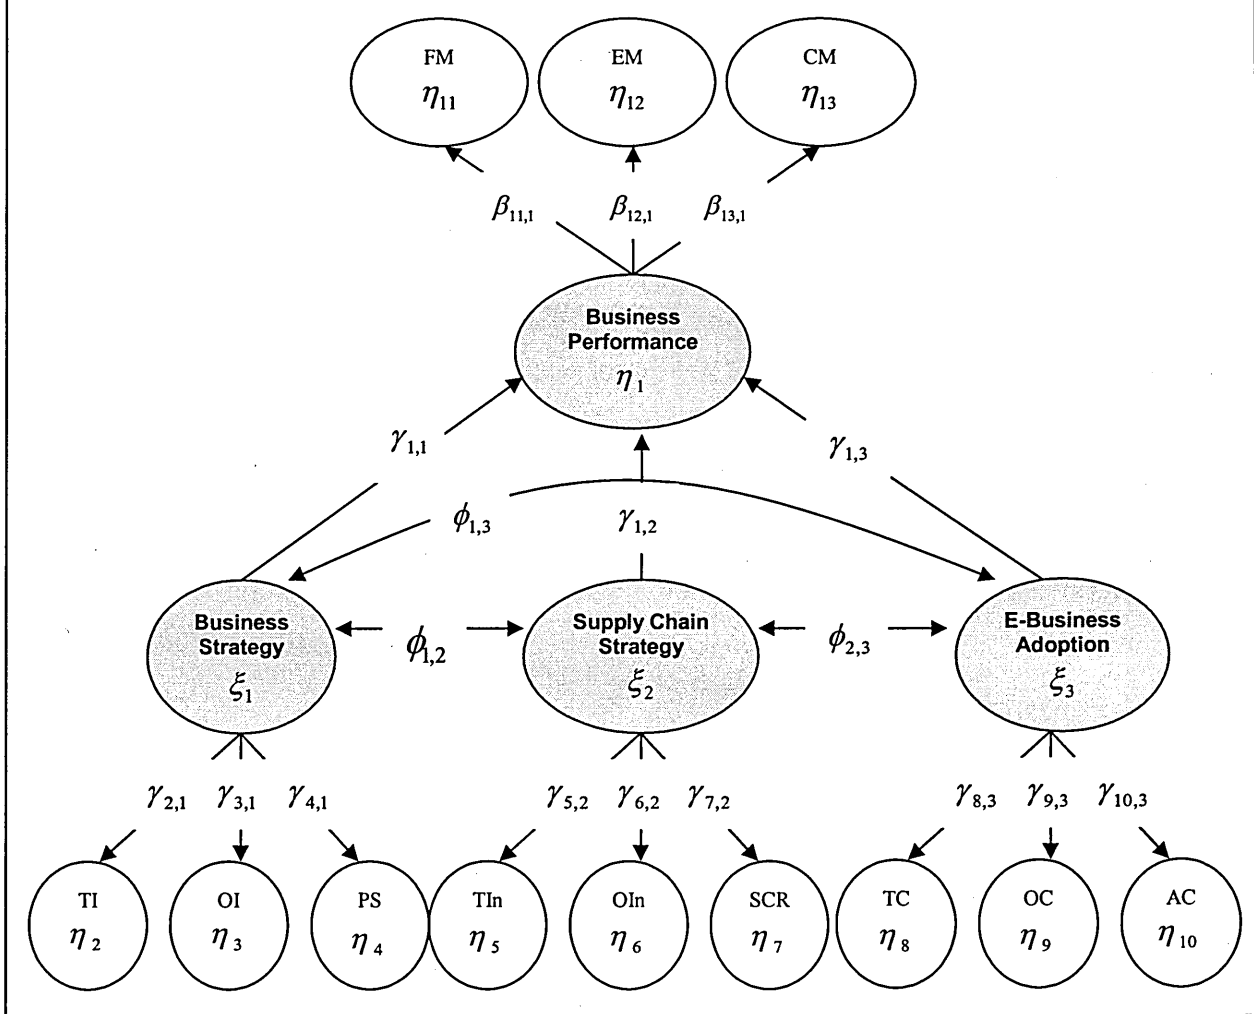 FM
η₁₁
EM
η₁₂
CM
η₁₃
β₁₁,₁
β₁₂,₁
β₁₃,₁
Business
Performance
η₁
γ₁,₁
γ₁,₃
ϕ₁,₃
γ₁,₂
Business
Strategy
ξ₁
ϕ₁,₂
Supply Chain
Strategy
ξ₂
ϕ₂,₃
E-Business
Adoption
ξ₃
γ₂,₁
γ₃,₁
γ₄,₁
γ₅,₂
γ₆,₂
γ₇,₂
γ₈,₃
γ₉,₃
γ₁₀,₃
TI
η₂
OI
η₃
PS
η₄
TIn
η₅
OIn
η₆
SCR
η₇
TC
η₈
OC
η₉
AC
η₁₀